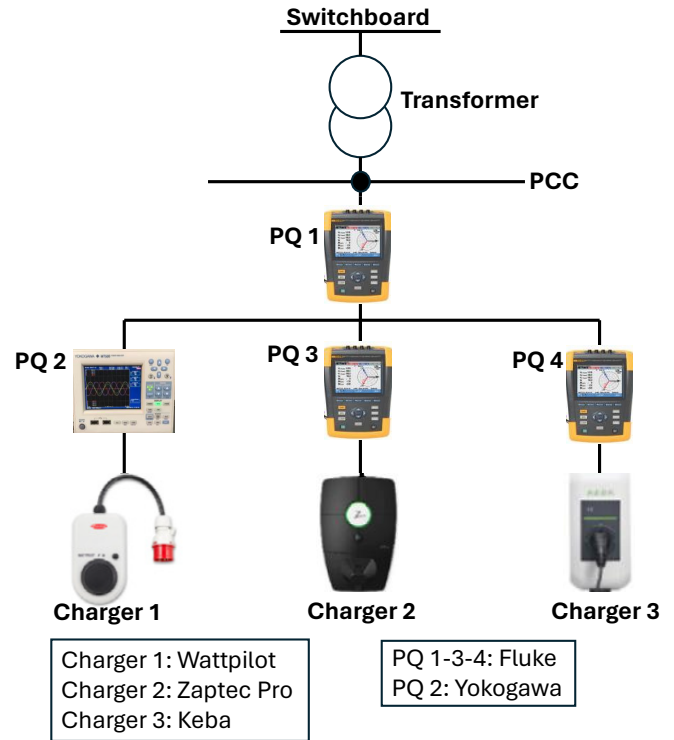 Switchboard
Transformer
PCC
PQ 1
PQ 2
PQ 3
PQ 4
YOKOGAWA
Charger 1
Charger 2
Charger 3
Charger 1: Wattpilot
Charger 2: Zaptec Pro
Charger 3: Keba
PQ 1-3-4: Fluke
PQ 2: Yokogawa